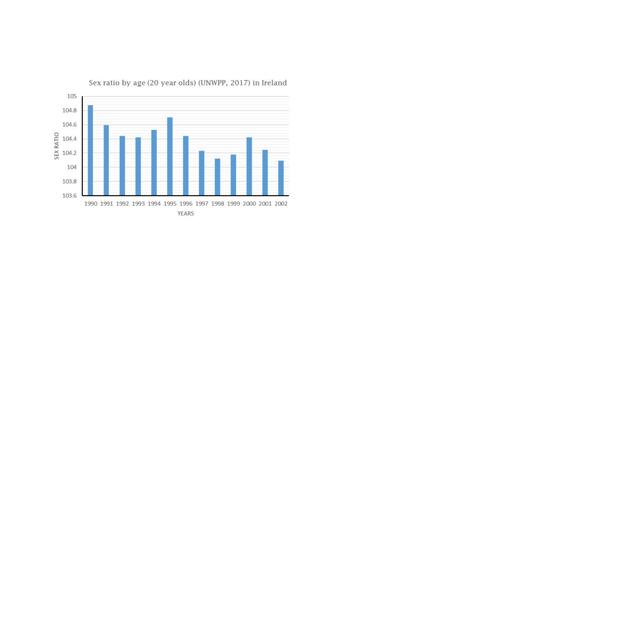 Sex ratio by age (20 year olds) (UNWPP, 2017) in Ireland
105
104.8
104.6
104.4
104.2
104
103.8
103.6
SEX RATIO
1990 1991 1992 1993 1994 1995 1996 1997 1998 1999 2000 2001 2002
YEARS